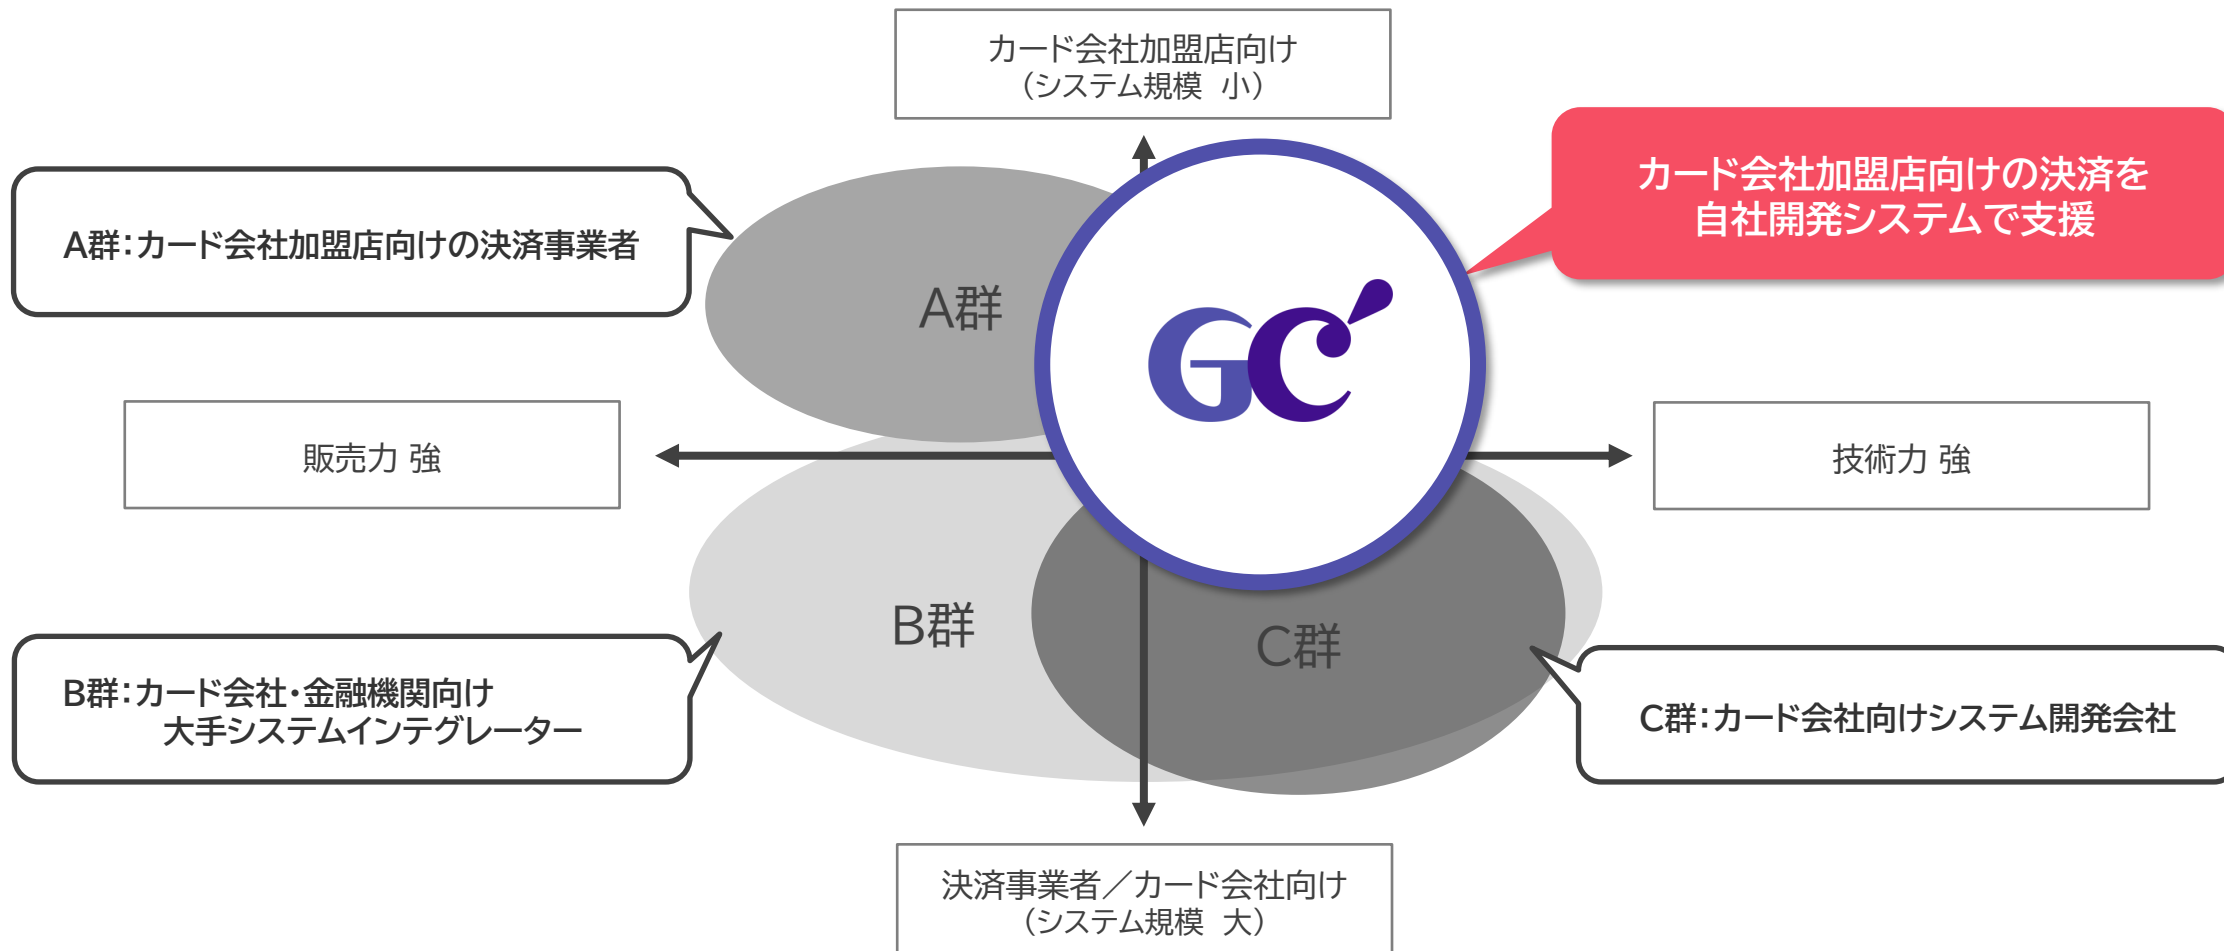 カード会社加盟店向け
（システム規模 小）
カード会社加盟店向けの決済を
自社開発システムで支援
A群：カード会社加盟店向けの決済事業者
A群
GC
販売力 強
技術力 強
B群
C群
B群：カード会社・金融機関向け
大手システムインテグレーター
C群：カード会社向けシステム開発会社
決済事業者／カード会社向け
（システム規模 大）